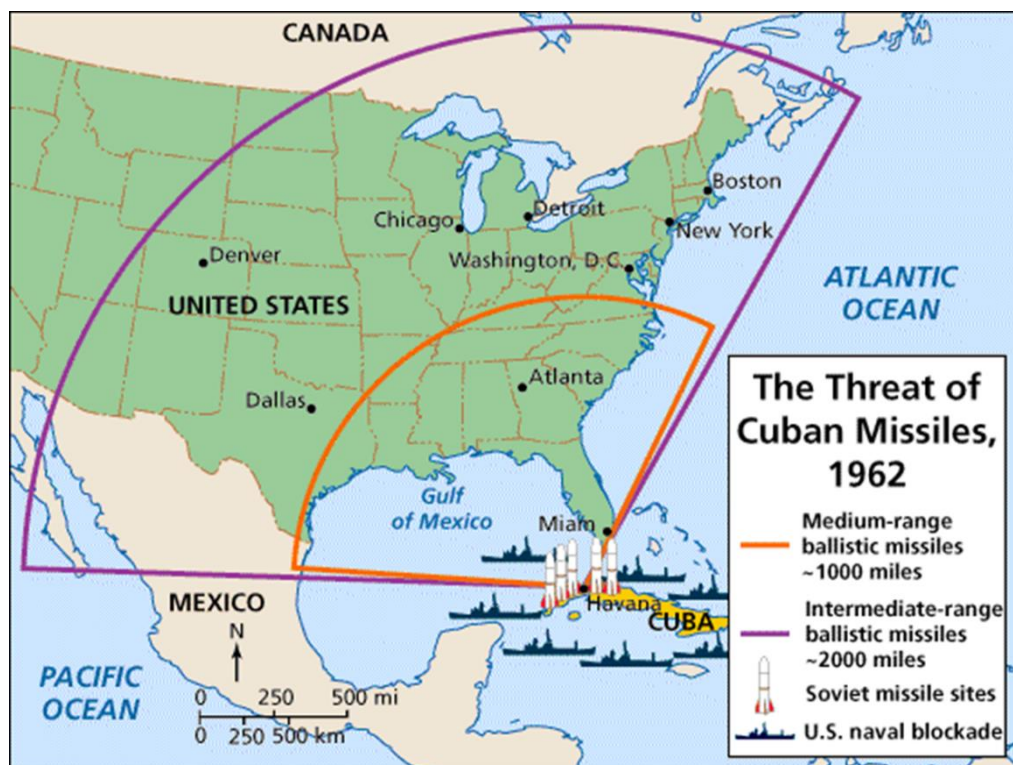 CANADA
Boston
Detroit
Chicago
New York
Denver
Washington, D.C.
ATLANTIC
OCEAN
UNITED STATES
Atlanta
Dallas
Gulf
of Mexico
Miam
Havana
CUBA
MEXICO
N
PACIFIC
OCEAN
0 250 500 mi
0 250 500 km
The Threat of
Cuban Missiles,
1962
Medium-range
ballistic missiles
~1000 miles
Intermediate-range
ballistic missiles
~2000 miles
Soviet missile sites
U.S. naval blockade